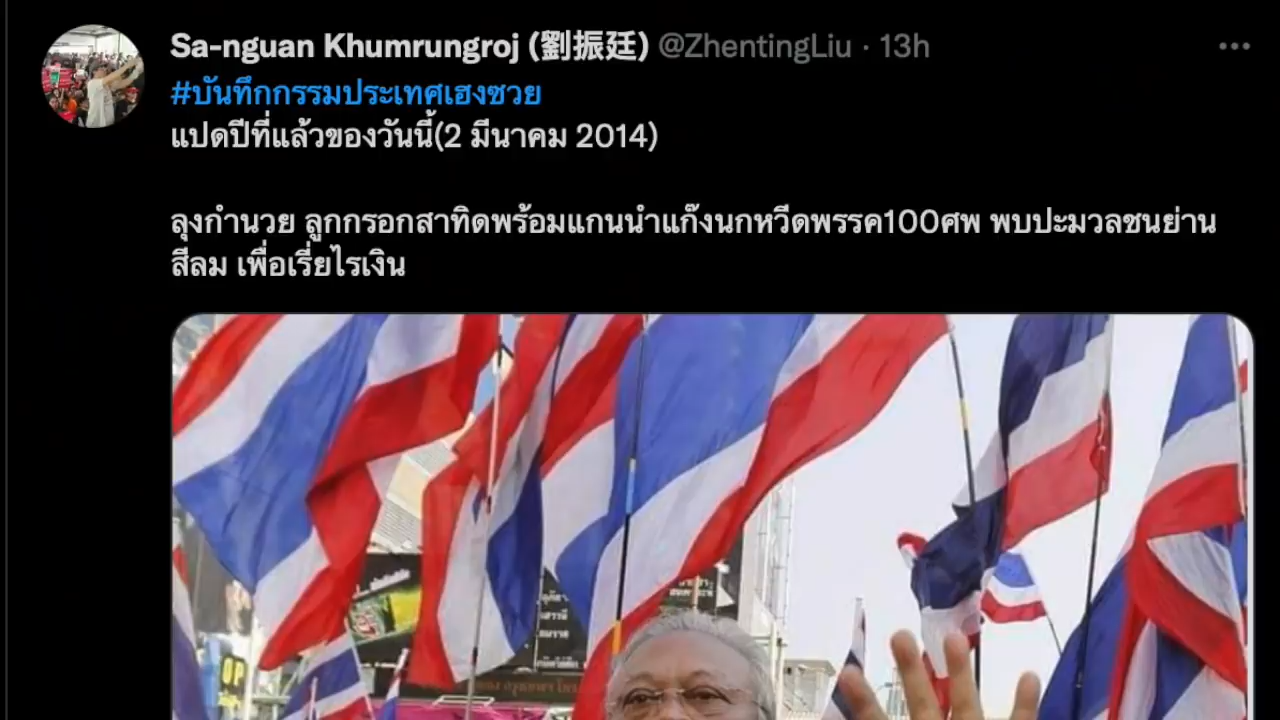 Sa-nguan Khumrungroj (劉振廷) @ZhentingLiu · 13h
#บันทึกกรรมประเทศเฮงซวย
แปดปีที่แล้วของวันนี้(2 มีนาคม 2014)
ลุงกำนวย ลูกกรอกสาทิดพร้อมแกนนำแก๊งนกหวีดพรรค100ศพ พบปะมวลชนย่าน
สีลม เพื่อเรี่ยไรเงิน